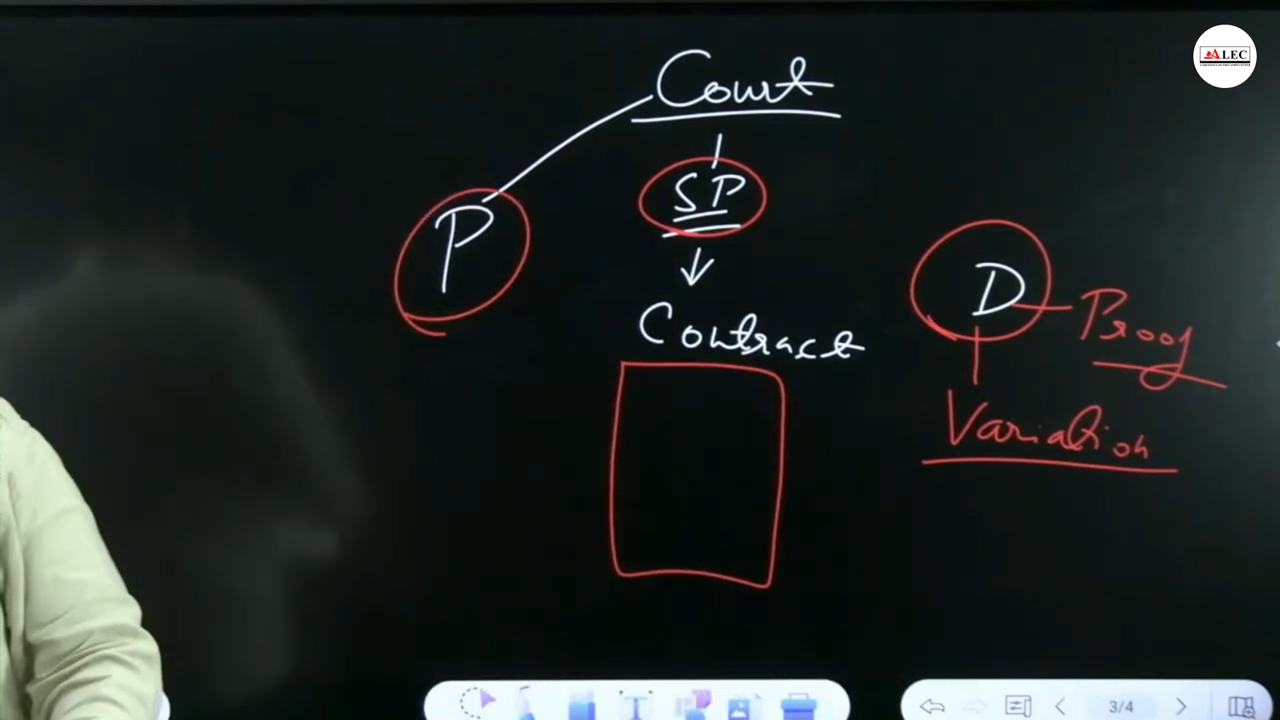 ALEC
Court
P
SP
D
Proof
Contract
Variation
3/4